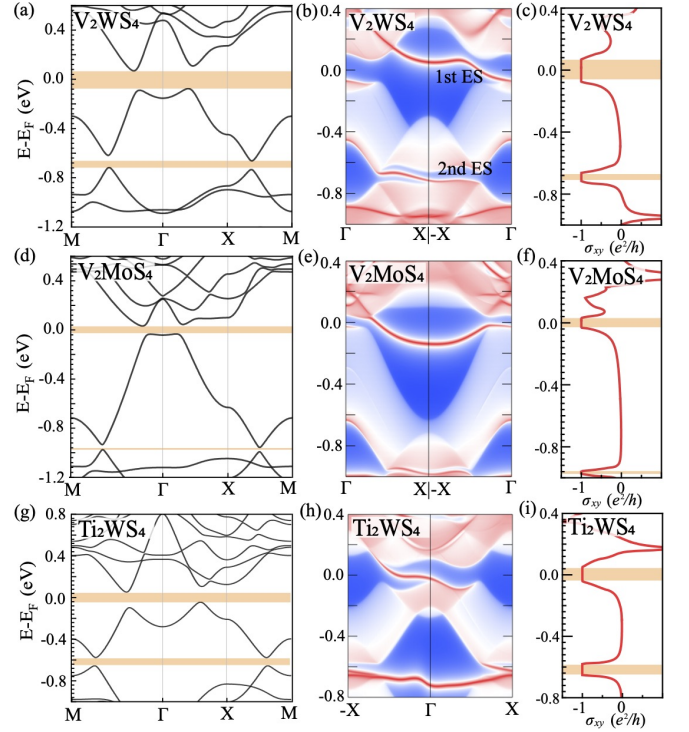 (a) V₂WS₄
0.4
0.0
-0.4
-0.8
-1.2
E-E_F (eV)
M Γ X M
(b) V₂WS₄
0.4
0.0
-0.4
-0.8
1st ES
2nd ES
Γ X|-X Γ
(c) V₂WS₄
0.4
0.0
-0.4
-0.8
-1 0
σxy (e²/h)
(d) V₂MoS₄
0.4
0.0
-0.4
-0.8
-1.2
E-E_F (eV)
M Γ X M
(e) V₂MoS₄
0.4
0.0
-0.4
-0.8
Γ X|-X Γ
(f) V₂MoS₄
0.4
0.0
-0.4
-0.8
-1 0
σxy (e²/h)
(g) Ti₂WS₄
0.8
0.4
0.0
-0.4
-0.8
E-E_F (eV)
M Γ X M
(h) Ti₂WS₄
0.4
0.0
-0.4
-0.8
-X Γ X
(i) Ti₂WS₄
0.4
0.0
-0.4
-0.8
-1 0
σxy (e²/h)